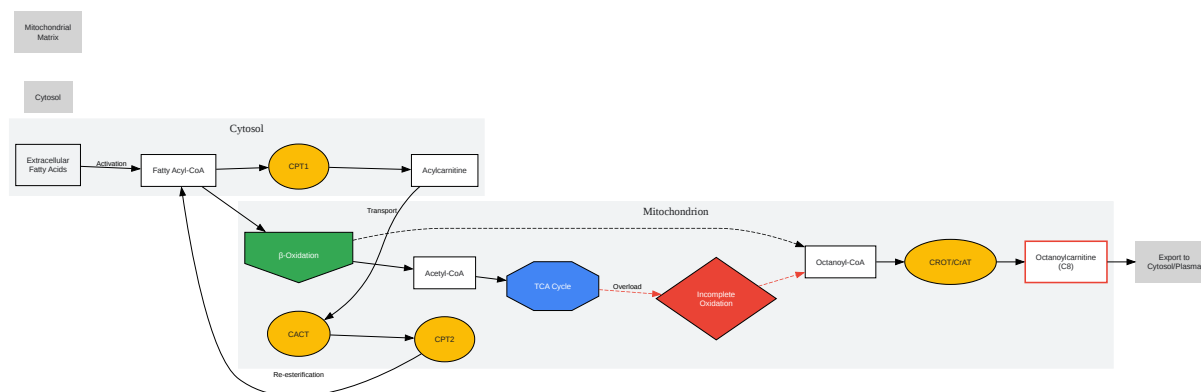 Mitochondrial
Matrix
Cytosol
Cytosol
Extracellular
Fatty Acids
Activation
Fatty Acyl-CoA
CPT1
Acylcarnitine
Transport
Mitochondrion
β-Oxidation
Acetyl-CoA
TCA Cycle
Overload
Incomplete
Oxidation
Octanoyl-CoA
CROT/CrAT
Octanoylcarnitine
(C8)
Export to
Cytosol/Plasma
CACT
CPT2
Re-esterification